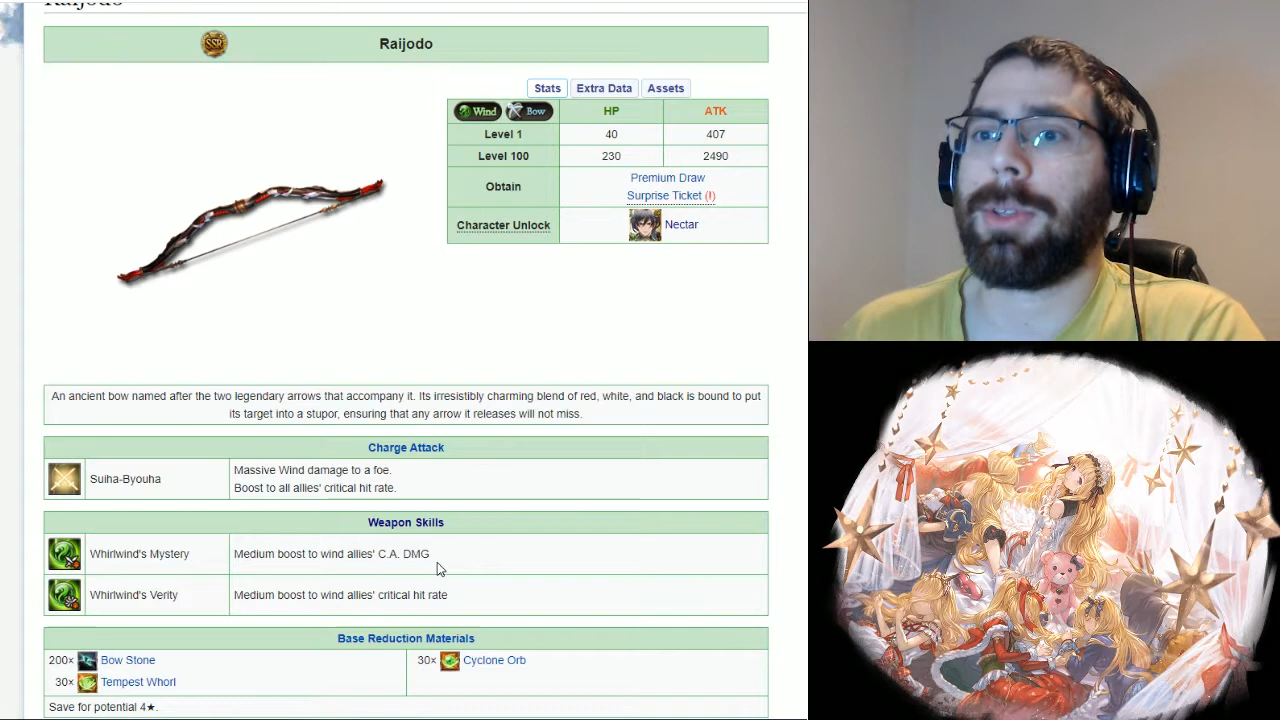 Raijodo
SSR
Raijodo
Stats Extra Data Assets
Wind Bow HP ATK
Level 1 40 407
Level 100 230 2490
Obtain Premium Draw
Surprise Ticket (!)
Character Unlock Nectar
An ancient bow named after the two legendary arrows that accompany it. Its irresistibly charming blend of red, white, and black is bound to put
its target into a stupor, ensuring that any arrow it releases will not miss.
Charge Attack
Suiha-Byouha Massive Wind damage to a foe.
Boost to all allies' critical hit rate.
Weapon Skills
Whirlwind's Mystery Medium boost to wind allies' C.A. DMG
Whirlwind's Verity Medium boost to wind allies' critical hit rate
Base Reduction Materials
200× Bow Stone 30× Cyclone Orb
30× Tempest Whorl
Save for potential 4★.